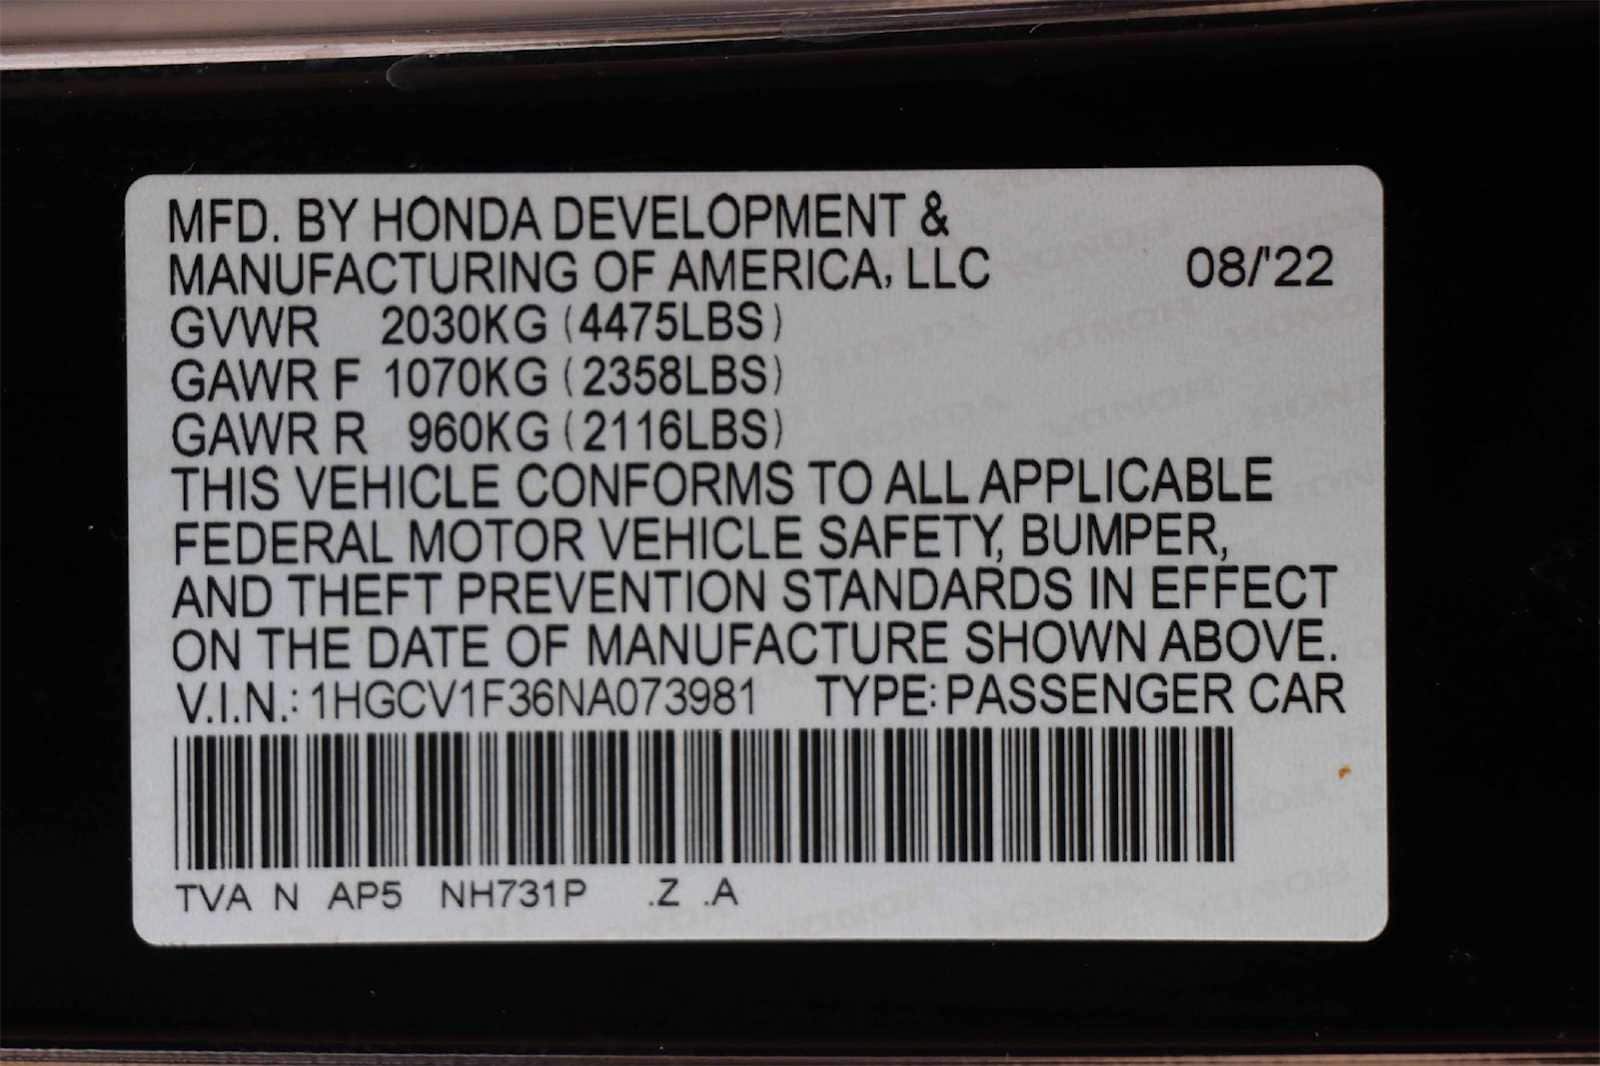 MFD. BY HONDA DEVELOPMENT &
MANUFACTURING OF AMERICA, LLC 08/'22
GVWR 2030KG (4475LBS)
GAWR F 1070KG (2358LBS)
GAWR R 960KG (2116LBS)
THIS VEHICLE CONFORMS TO ALL APPLICABLE
FEDERAL MOTOR VEHICLE SAFETY, BUMPER,
AND THEFT PREVENTION STANDARDS IN EFFECT
ON THE DATE OF MANUFACTURE SHOWN ABOVE.
V.I.N.: 1HGCV1F36NA073981 TYPE: PASSENGER CAR
TVA N AP5 NH731P .Z .A